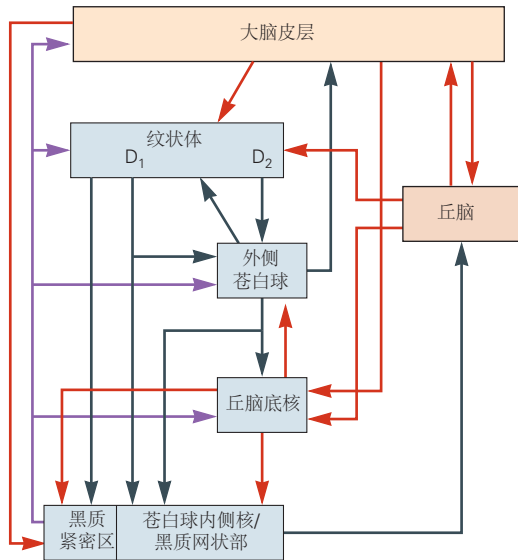 大脑皮层
纹状体
D₁ D₂
丘脑
外侧
苍白球
丘脑底核
黑质
紧密区
苍白球内侧核/
黑质网状部